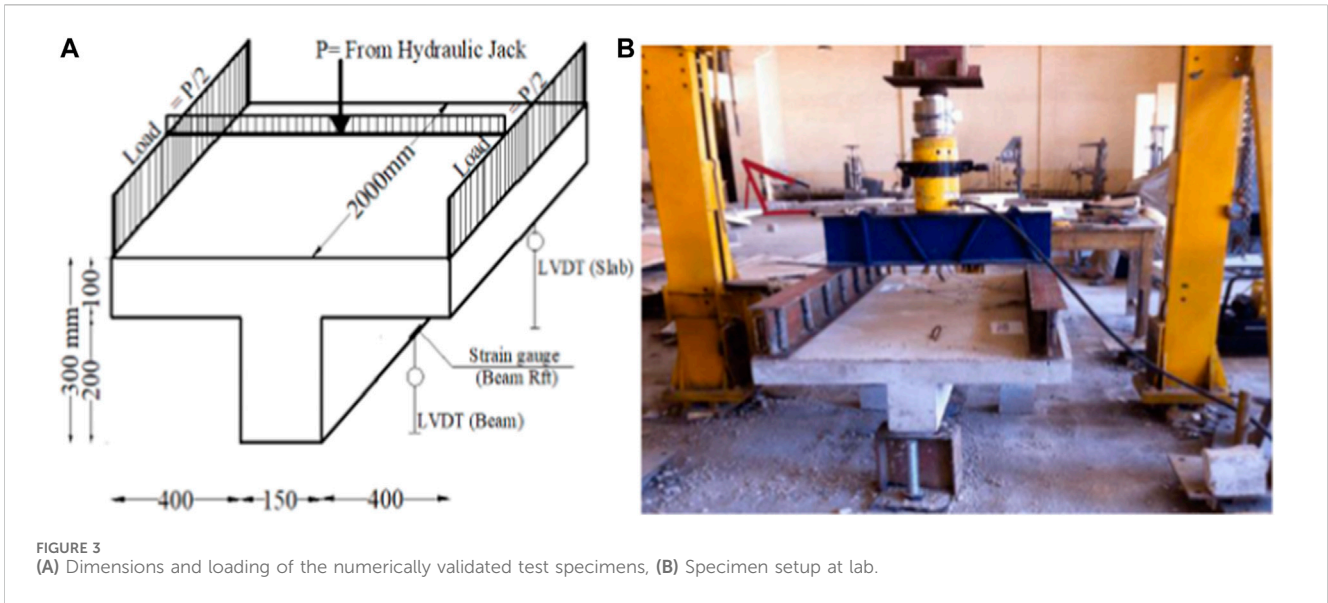 A
P= From Hydraulic Jack
B
Load = P/2
Load = P/2
2000mm
LVDT (Slab)
300 mm
100
200
Strain gauge
(Beam Rft)
LVDT (Beam)
400
150
400
FIGURE 3
(A) Dimensions and loading of the numerically validated test specimens, (B) Specimen setup at lab.